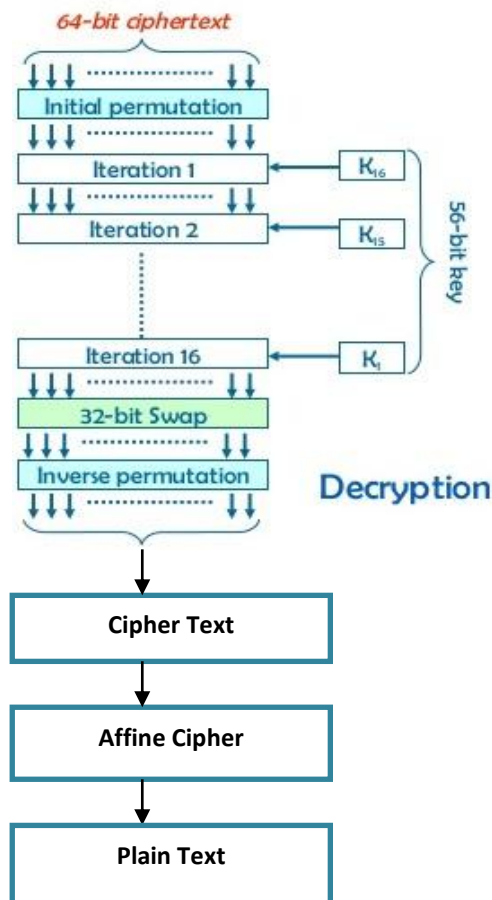 64-bit ciphertext
Initial permutation
Iteration 1
K16
Iteration 2
K15
56-bit key
Iteration 16
K1
32-bit Swap
Inverse permutation
Decryption
Cipher Text
Affine Cipher
Plain Text